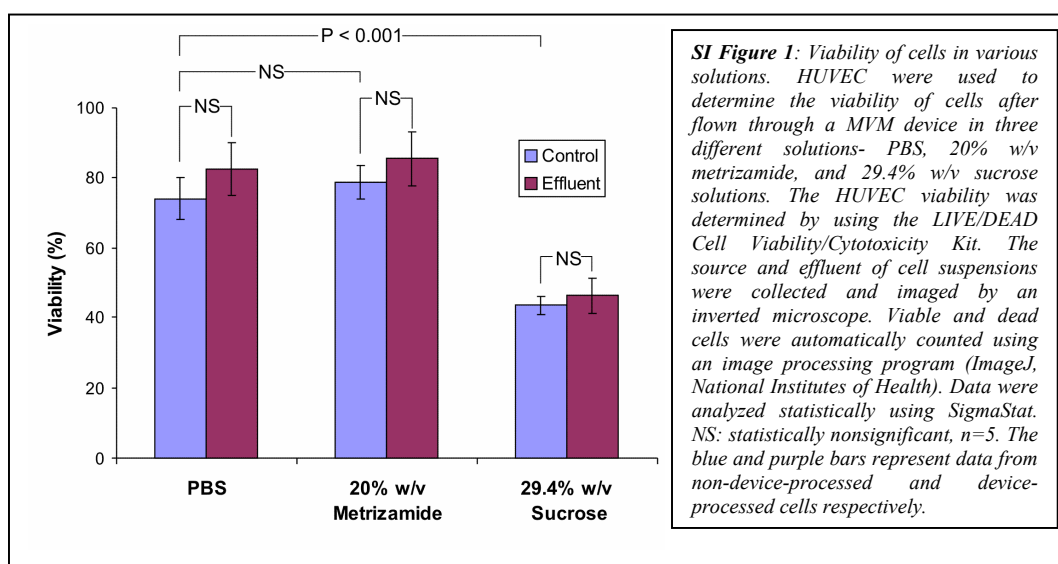 P < 0.001
NS
NS
NS
NS
100
80
60
40
20
0
Viability (%)
Control
Effluent
PBS
20% w/v
Metrizamide
29.4% w/v
Sucrose
SI Figure 1: Viability of cells in various
solutions. HUVEC were used to
determine the viability of cells after
flown through a MVM device in three
different solutions- PBS, 20% w/v
metrizamide, and 29.4% w/v sucrose
solutions. The HUVEC viability was
determined by using the LIVE/DEAD
Cell Viability/Cytotoxicity Kit. The
source and effluent of cell suspensions
were collected and imaged by an
inverted microscope. Viable and dead
cells were automatically counted using
an image processing program (ImageJ,
National Institutes of Health). Data were
analyzed statistically using SigmaStat.
NS: statistically nonsignificant, n=5. The
blue and purple bars represent data from
non-device-processed and device-
processed cells respectively.